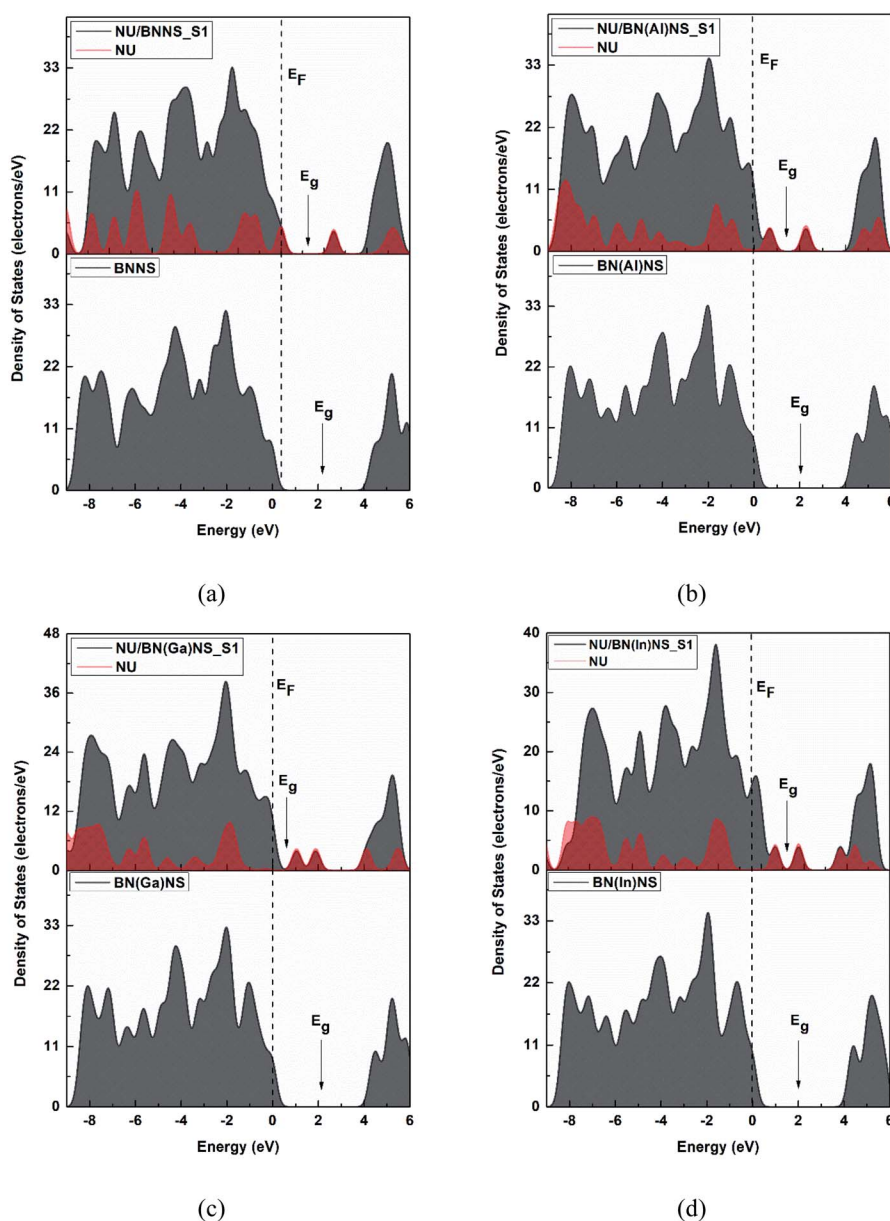 NU/BNNS_S1
NU
33
22
11
0
E_F
E_g
BNNS
33
22
11
0
E_g
-8 -6 -4 -2 0 2 4 6
Energy (eV)
Density of States (electrons/eV)
(a)
NU/BN(Al)NS_S1
NU
33
22
11
0
E_F
E_g
BN(Al)NS
33
22
11
0
E_g
-8 -6 -4 -2 0 2 4 6
Energy (eV)
Density of States (electrons/eV)
(b)
48
NU/BN(Ga)NS_S1
NU
36
24
12
0
E_F
E_g
BN(Ga)NS
33
22
11
0
E_g
-8 -6 -4 -2 0 2 4 6
Energy (eV)
Density of States (electrons/eV)
(c)
40
NU/BN(In)NS_S1
NU
30
20
10
0
E_F
E_g
BN(In)NS
33
22
11
0
E_g
-8 -6 -4 -2 0 2 4 6
Energy (eV)
Density of States (electrons/eV)
(d)